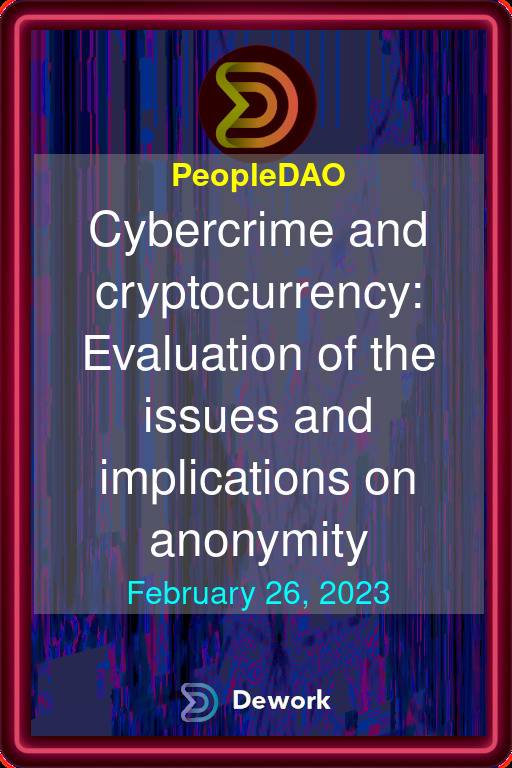 PeopleDAO
Cybercrime and
cryptocurrency:
Evaluation of the
issues and
implications on
anonymity
February 26, 2023
Dework